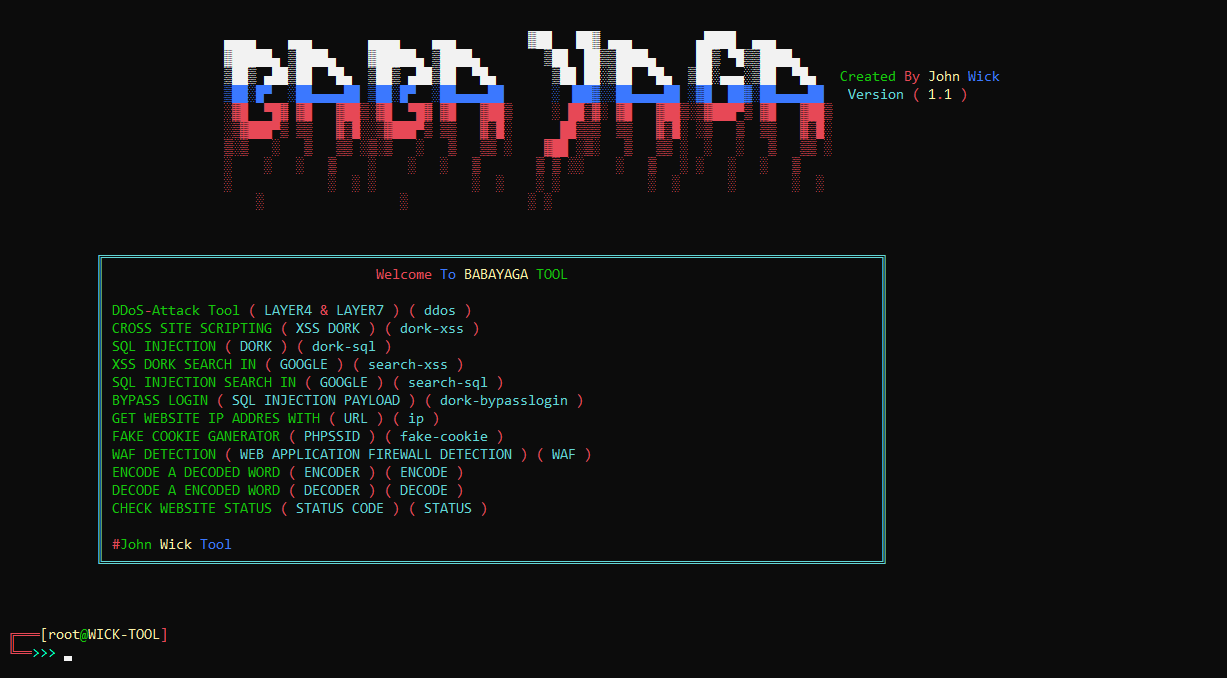 BABA YAGA
Created By John Wick
Version ( 1.1 )
Welcome To BABAYAGA TOOL
DDoS-Attack Tool ( LAYER4 & LAYER7 ) ( ddos )
CROSS SITE SCRIPTING ( XSS DORK ) ( dork-xss )
SQL INJECTION ( DORK ) ( dork-sql )
XSS DORK SEARCH IN ( GOOGLE ) ( search-xss )
SQL INJECTION SEARCH IN ( GOOGLE ) ( search-sql )
BYPASS LOGIN ( SQL INJECTION PAYLOAD ) ( dork-bypasslogin )
GET WEBSITE IP ADDRES WITH ( URL ) ( ip )
FAKE COOKIE GANERATOR ( PHPSSID ) ( fake-cookie )
WAF DETECTION ( WEB APPLICATION FIREWALL DETECTION ) ( WAF )
ENCODE A DECODED WORD ( ENCODER ) ( ENCODE )
DECODE A ENCODED WORD ( DECODER ) ( DECODE )
CHECK WEBSITE STATUS ( STATUS CODE ) ( STATUS )
#John Wick Tool
[root@WICK-TOOL]
>>>